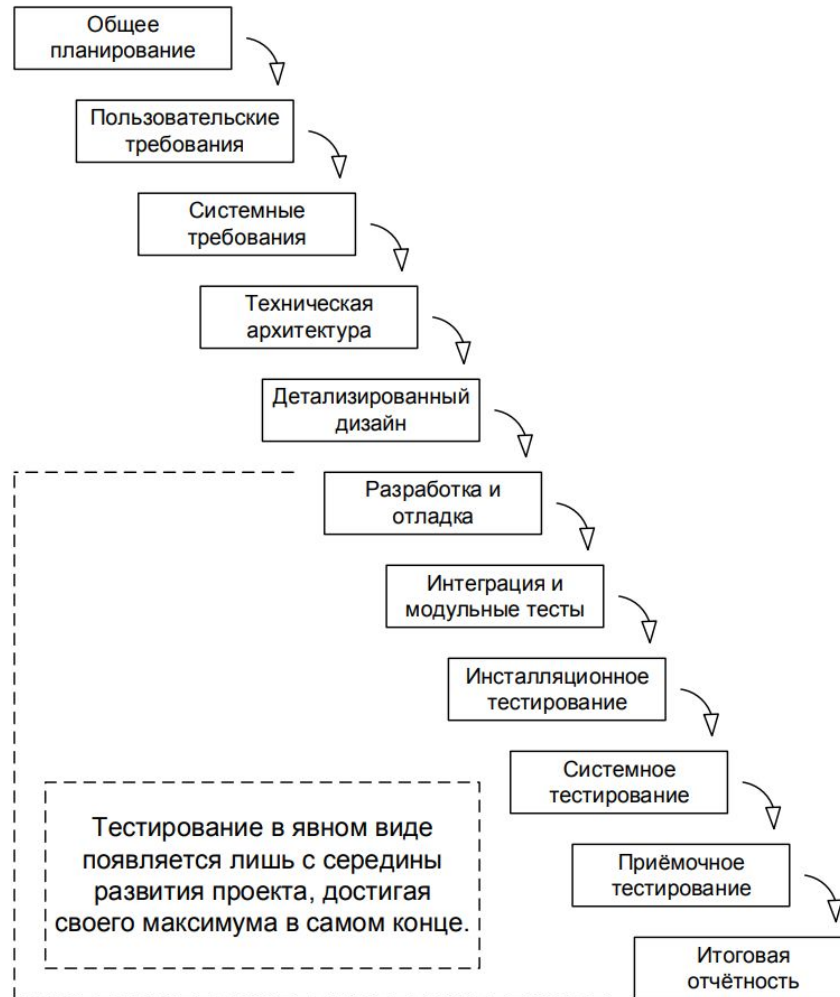 Общее
планирование
Пользовательские
требования
Системные
требования
Техническая
архитектура
Детализированный
дизайн
Разработка и
отладка
Интеграция и
модульные тесты
Инсталляционное
тестирование
Системное
тестирование
Тестирование в явном виде
появляется лишь с середины
развития проекта, достигая
своего максимума в самом конце.
Приёмочное
тестирование
Итоговая
отчётность